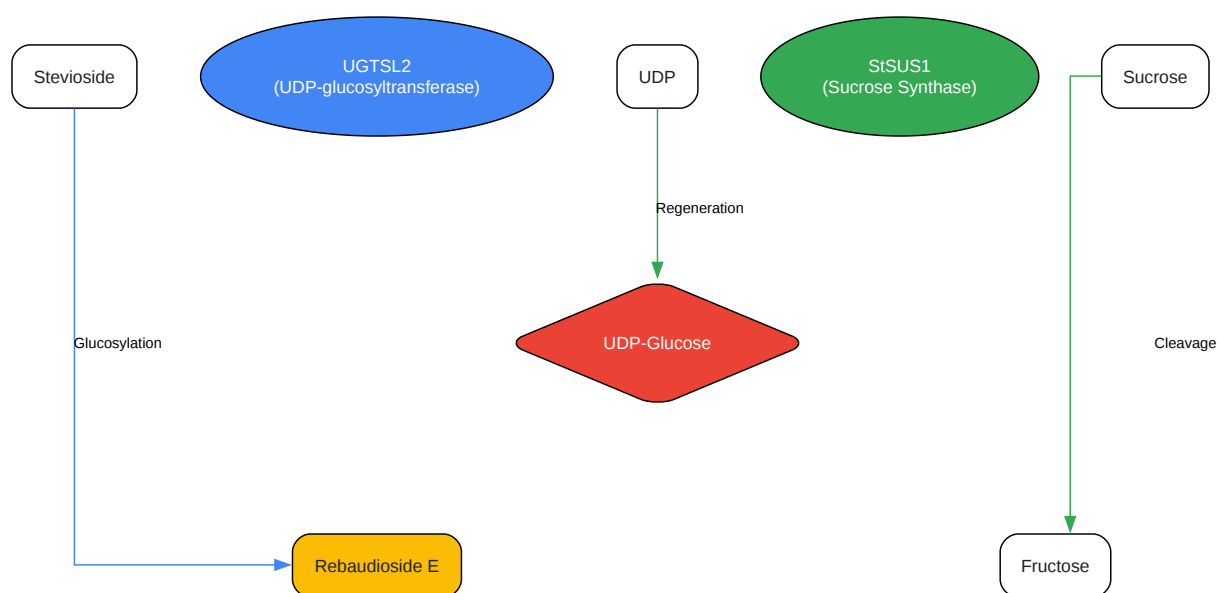 Stevioside
UGTSL2
(UDP-glucosyltransferase)
UDP
StSUS1
(Sucrose Synthase)
Sucrose
Regeneration
Glucosylation
UDP-Glucose
Cleavage
Rebaudioside E
Fructose